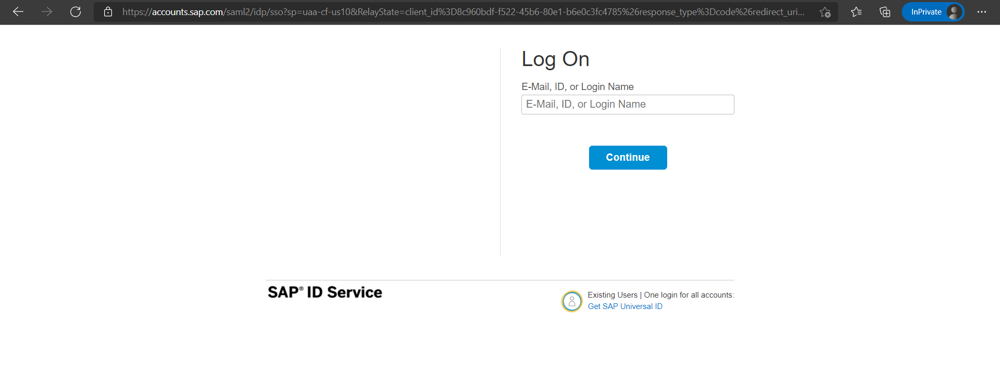 https://accounts.sap.com/saml2/idp/sso?sp=uaa-cf-us10&RelayState=client_id%3D8c960bdf-f522-45b6-80e1-b6e0c3fc4785%26response_type%3Dcode%26redirect_uri...
InPrivate
Log On
E-Mail, ID, or Login Name
E-Mail, ID, or Login Name
Continue
SAP® ID Service
Existing Users | One login for all accounts:
Get SAP Universal ID